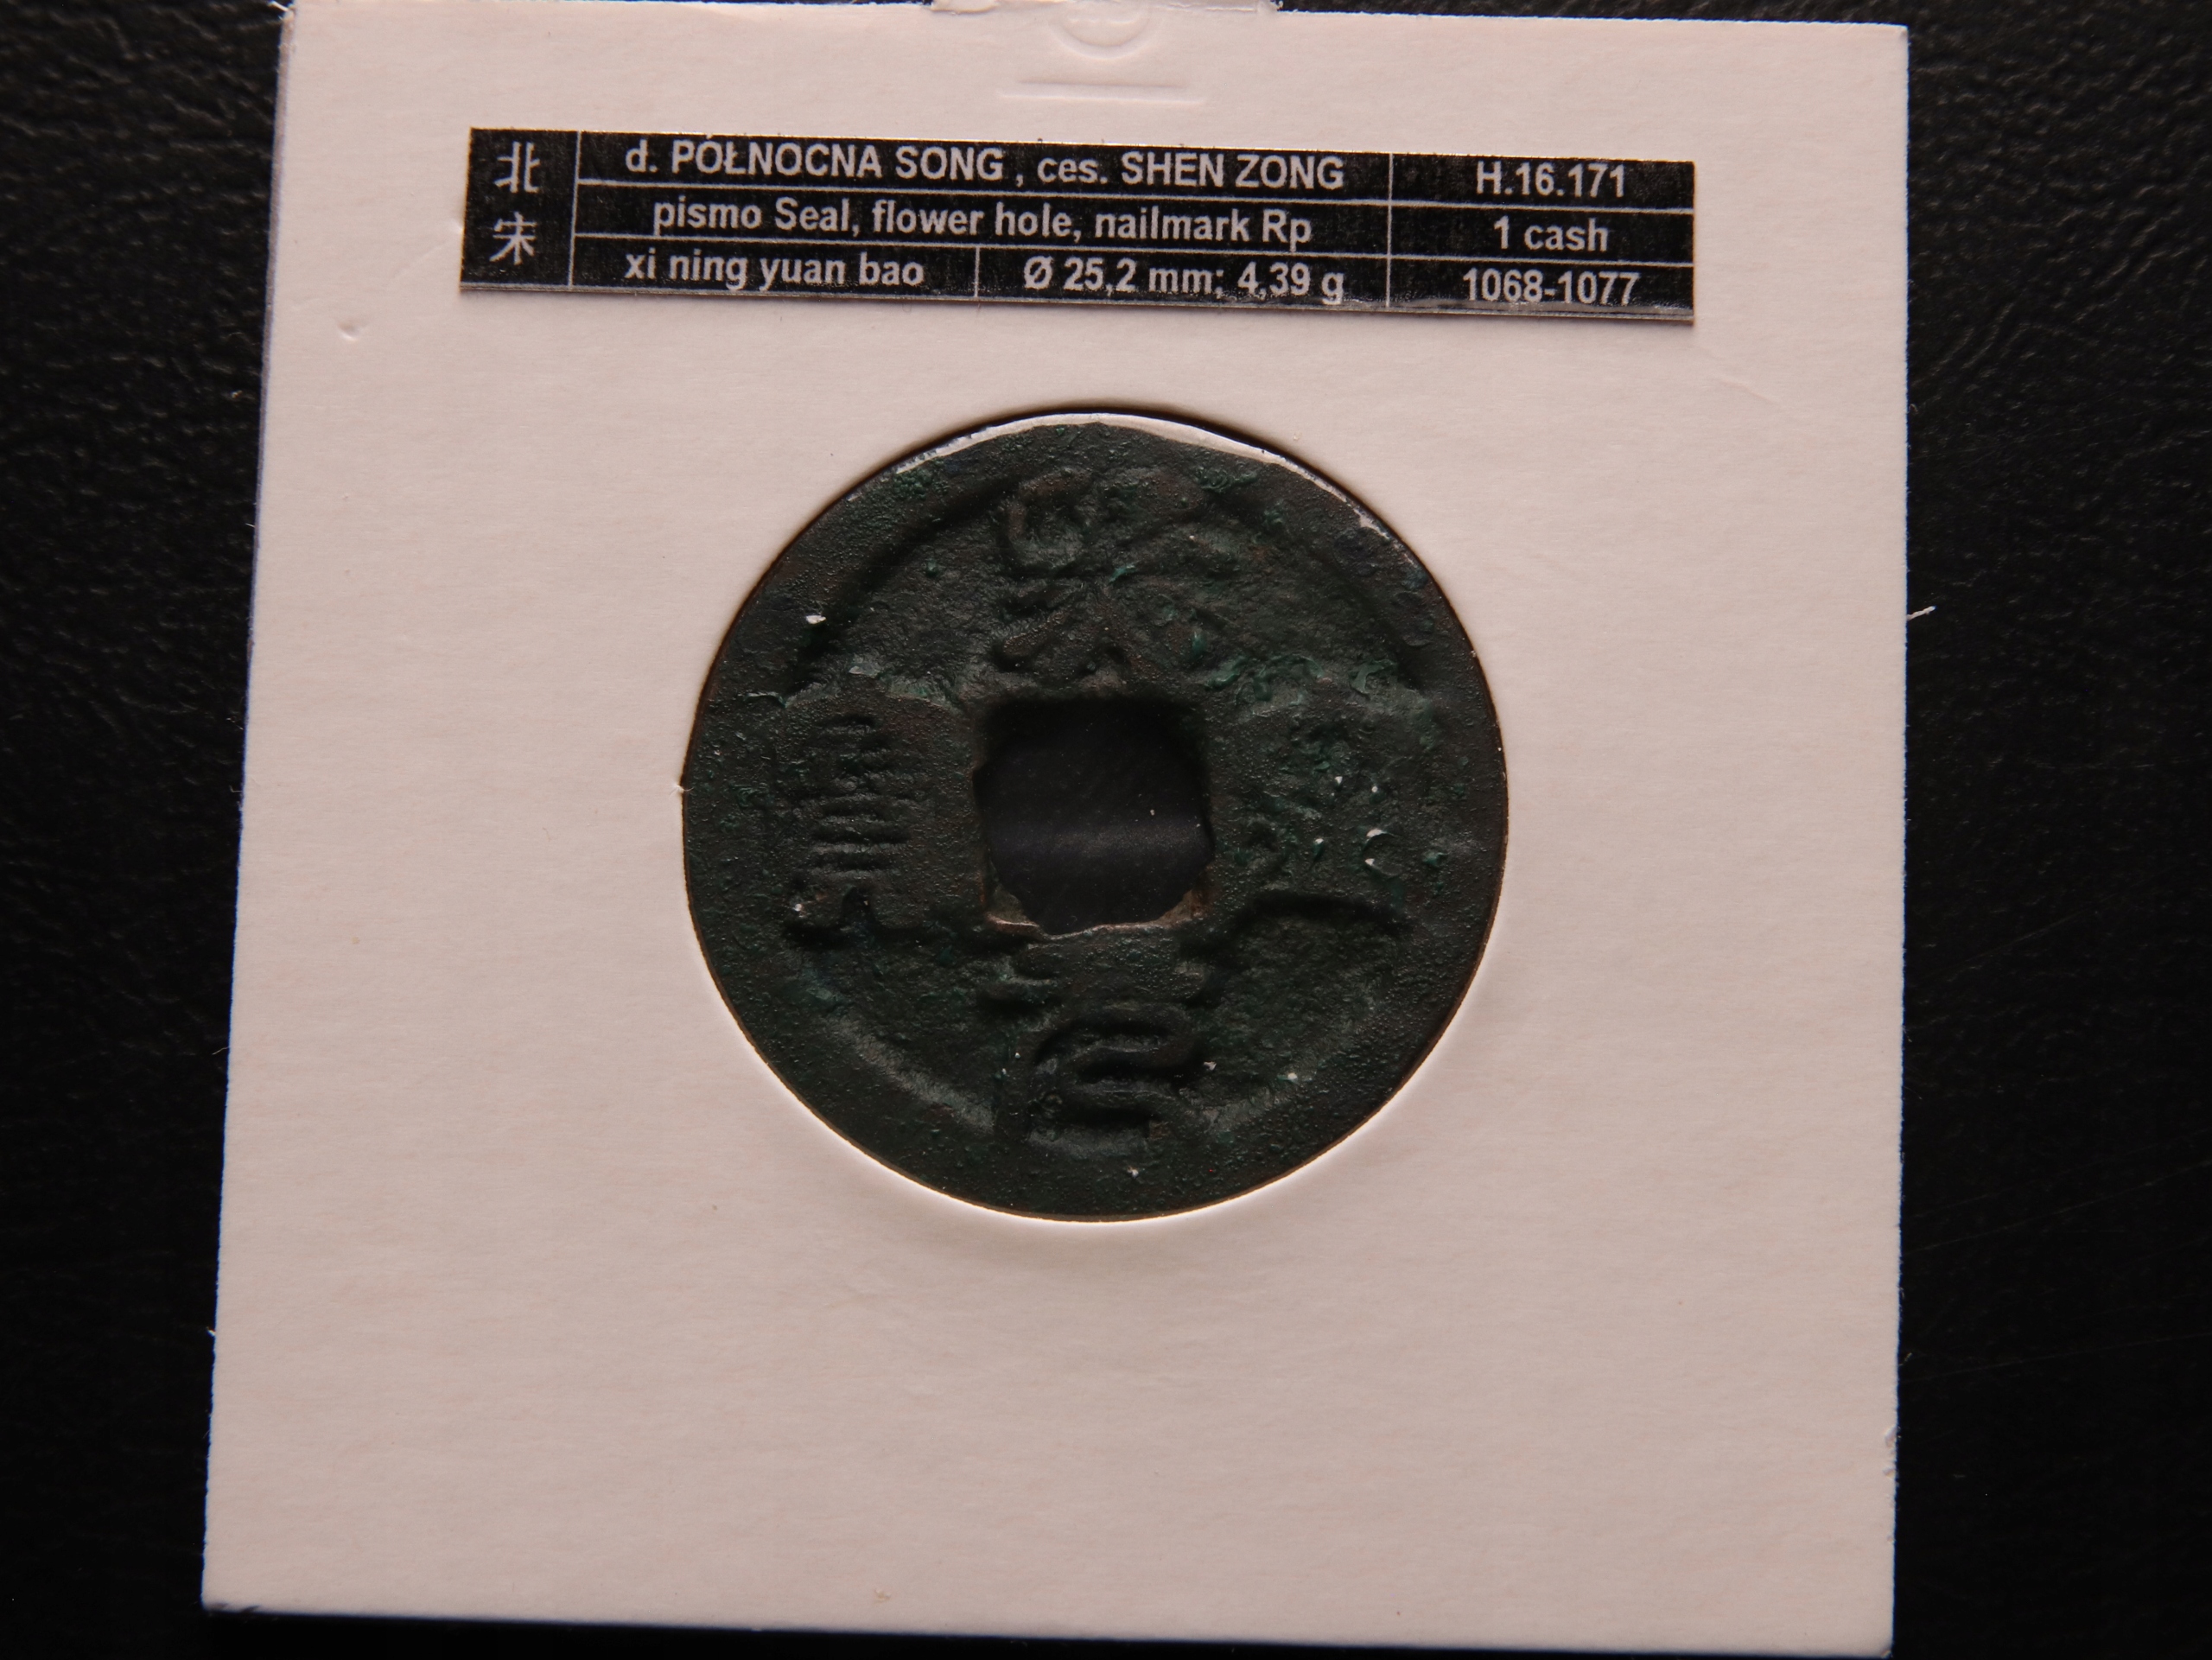 北宋
d. PÓŁNOCNA SONG , ces. SHEN ZONG
H.16.171
pismo Seal, flower hole, nailmark Rp
1 cash
xi ning yuan bao
Ø 25,2 mm; 4,39 g
1068-1077